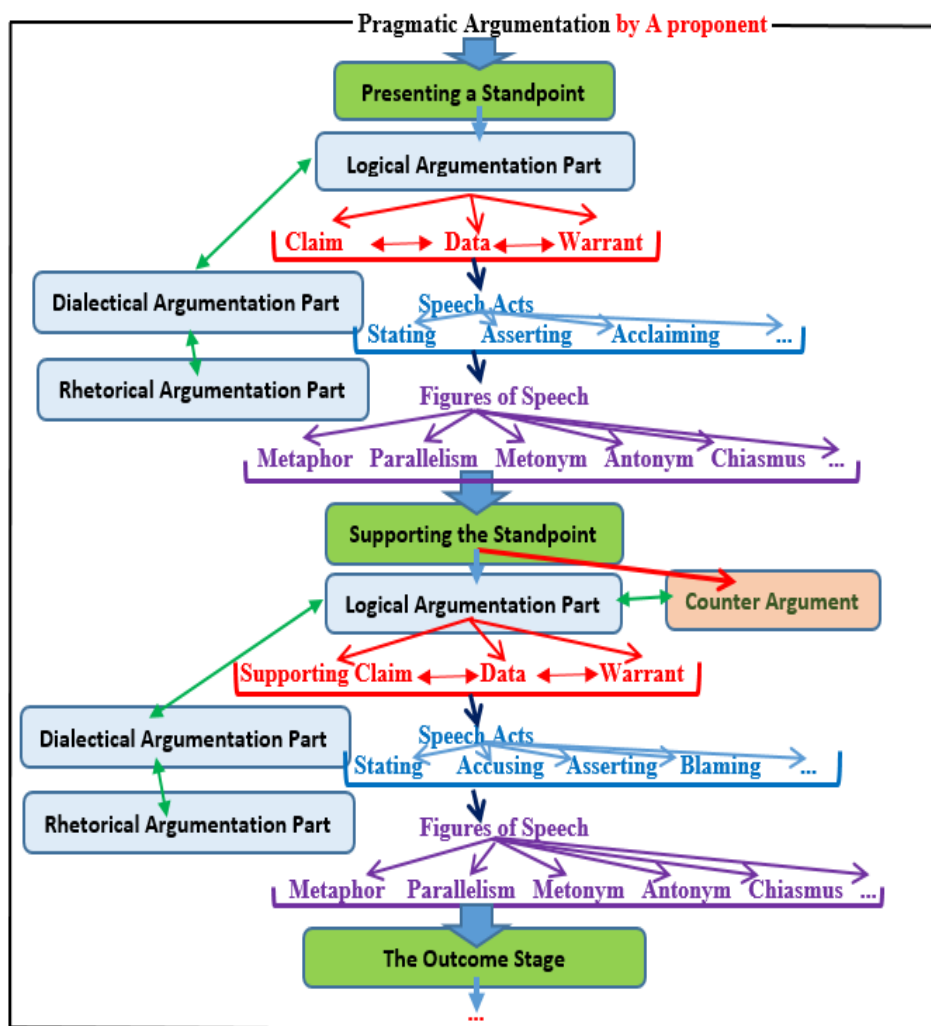 Pragmatic Argumentation by A proponent
Presenting a Standpoint
Logical Argumentation Part
Claim Data Warrant
Dialectical Argumentation Part
Speech Acts
Stating Asserting Acclaiming ...
Rhetorical Argumentation Part
Figures of Speech
Metaphor Parallelism Metonym Antonym Chiasmus ...
Supporting the Standpoint
Logical Argumentation Part
Counter Argument
Supporting Claim Data Warrant
Dialectical Argumentation Part
Speech Acts
Stating Accusing Asserting Blaming ...
Rhetorical Argumentation Part
Figures of Speech
Metaphor Parallelism Metonym Antonym Chiasmus ...
The Outcome Stage
...